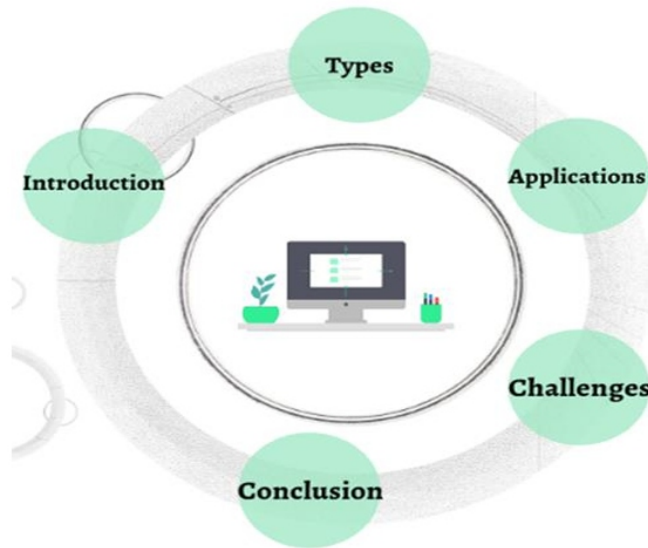 Introduction
Types
Applications
Challenges
Conclusion